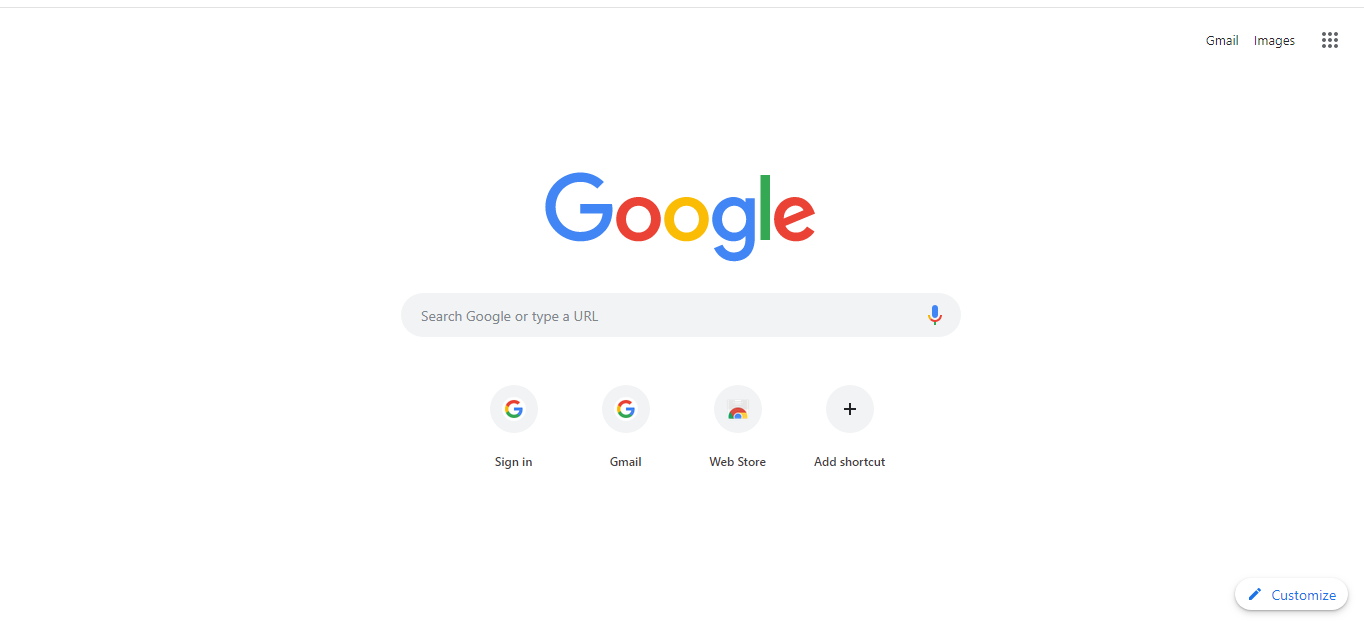 Gmail Images
Google
Search Google or type a URL
Sign in Gmail Web Store Add shortcut
Customize